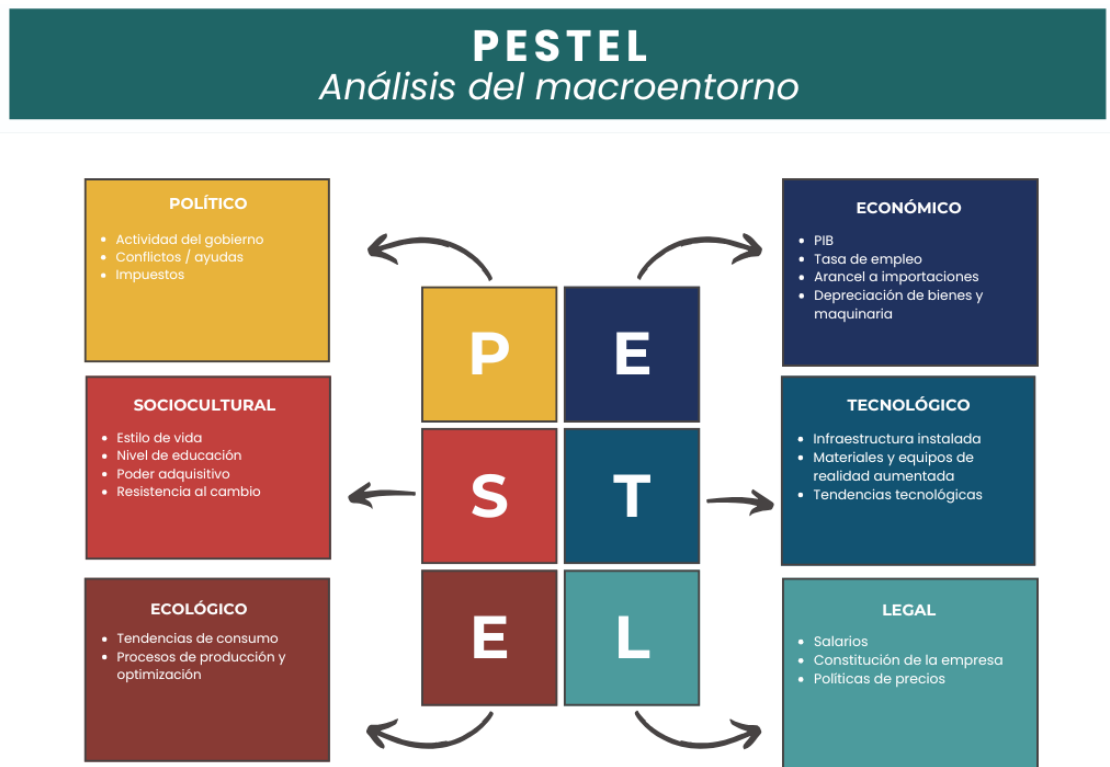 PESTEL
Análisis del macroentorno
POLÍTICO
• Actividad del gobierno
• Conflictos / ayudas
• Impuestos
ECONÓMICO
• PIB
• Tasa de empleo
• Arancel a importaciones
• Depreciación de bienes y
maquinaria
P
E
SOCIOCULTURAL
• Estilo de vida
• Nivel de educación
• Poder adquisitivo
• Resistencia al cambio
S
T
TECNOLÓGICO
• Infraestructura instalada
• Materiales y equipos de
realidad aumentada
• Tendencias tecnológicas
ECOLÓGICO
• Tendencias de consumo
• Procesos de producción y
optimización
E
L
LEGAL
• Salarios
• Constitución de la empresa
• Políticas de precios